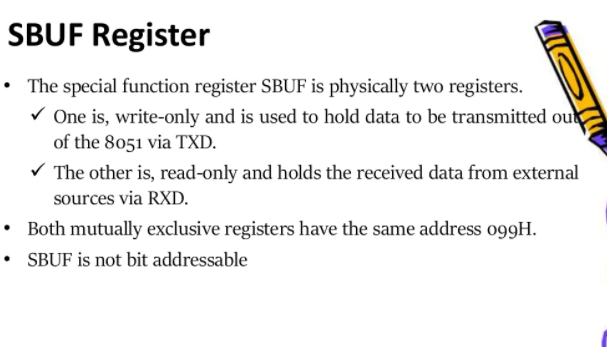 SBUF Register
• The special function register SBUF is physically two registers.
✓ One is, write-only and is used to hold data to be transmitted out
of the 8051 via TXD.
✓ The other is, read-only and holds the received data from external
sources via RXD.
• Both mutually exclusive registers have the same address 099H.
• SBUF is not bit addressable